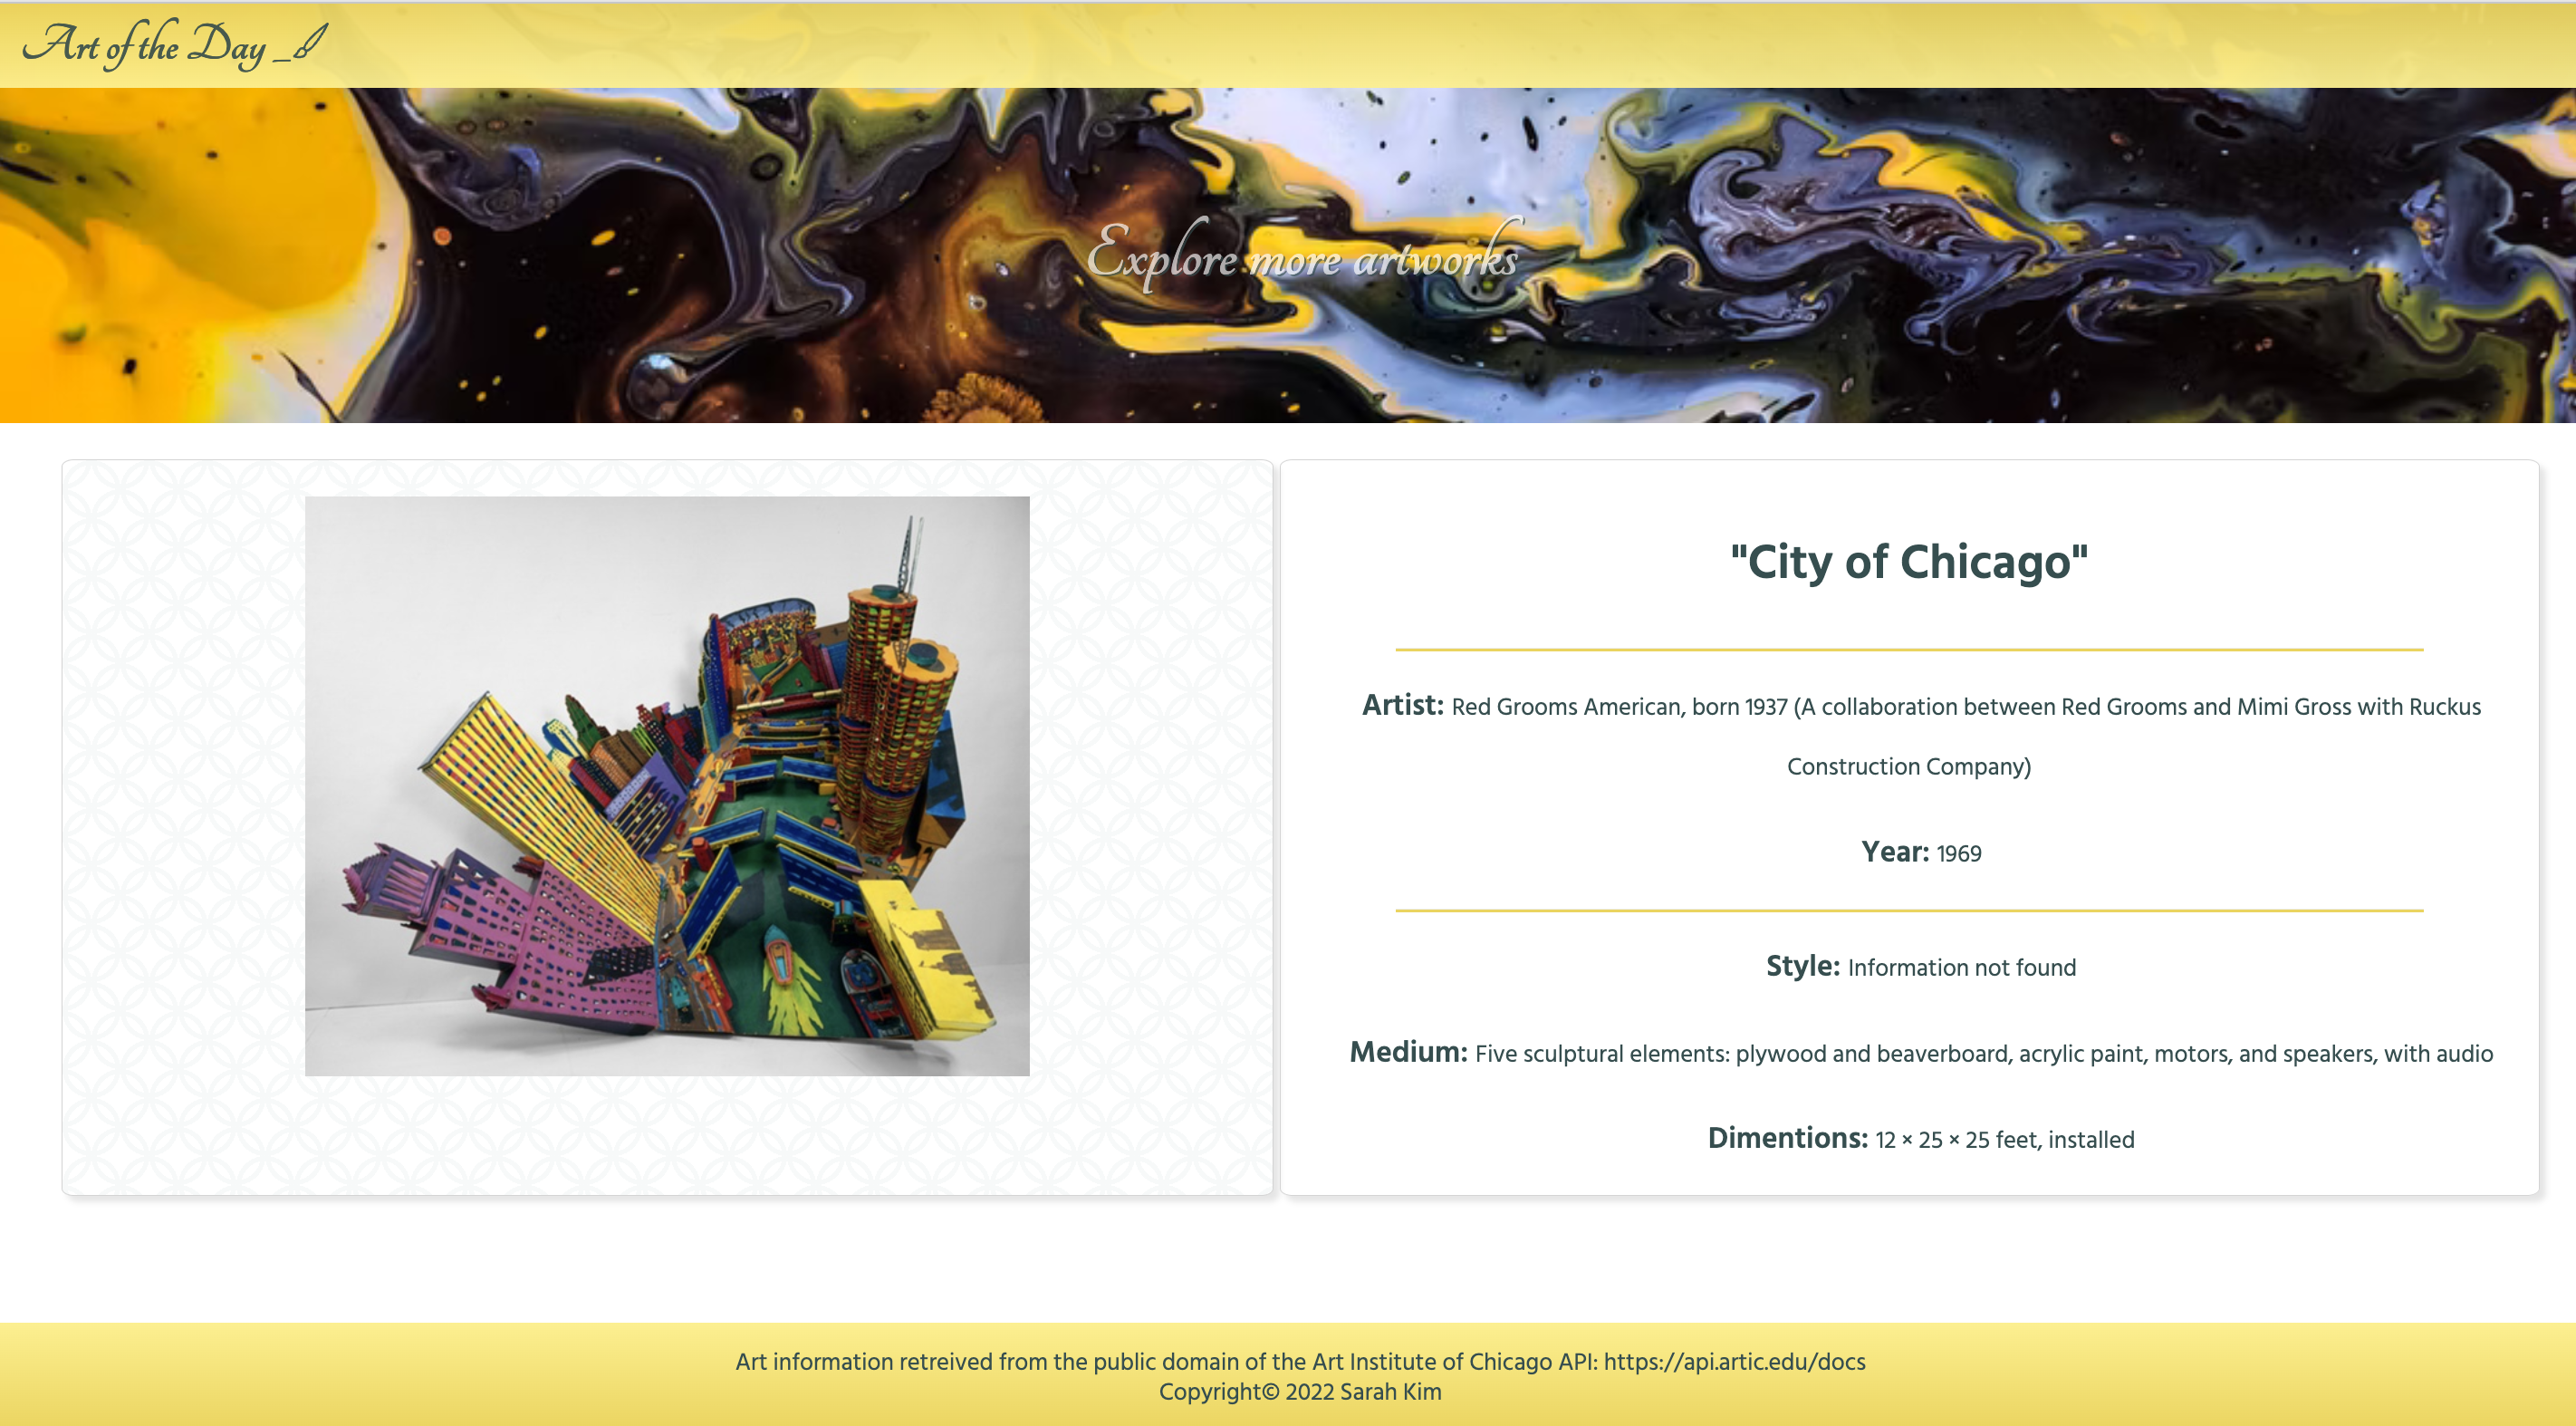 Art of the Day _
Explore more artworks
"City of Chicago"
Artist: Red Grooms American, born 1937 (A collaboration between Red Grooms and Mimi Gross with Ruckus
Construction Company)
Year: 1969
Style: Information not found
Medium: Five sculptural elements: plywood and beaverboard, acrylic paint, motors, and speakers, with audio
Dimentions: 12 × 25 × 25 feet, installed
Art information retreived from the public domain of the Art Institute of Chicago API: https://api.artic.edu/docs
Copyright© 2022 Sarah Kim